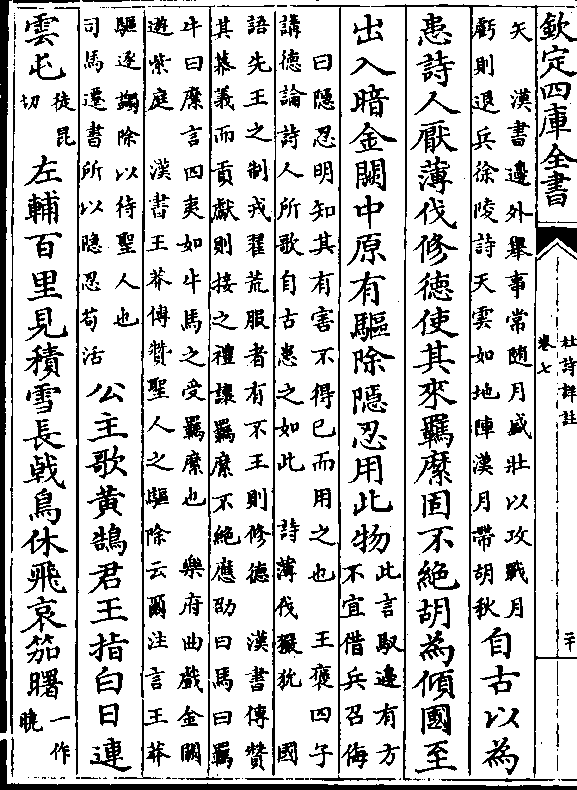 欽定四庫全書
杜詩詳註
卷七
二十
矢　漢書邊外舉事常随月盛壯以攻戰月
虧則退兵徐陵詩天雲如地陣漢月帶胡秋
自古以為
患詩人厭薄伐修德使其來羈縻固不絕胡為傾國至
出入暗金闕中原有驅除隠忍用此物
此言馭邊有方
不宜借兵召侮
曰隠忍明知其有害不得已而用之也　王褒四子
講德論詩人所歌自古患之如此　詩薄伐玁狁　國
語先王之制戎翟荒服者有不王則修德　漢書傳贊
其慕義而貢獻則接之禮讓羈縻不絕應劭曰馬曰羈
牛曰縻言四夷如牛馬之受羈縻也　樂府曲戲金闕
遊紫庭　漢書王莽傳贊聖人之驅除云爾注言王莽
驅逐蠲除以待聖人也
司馬遷書所以隠忍苟活
公主歌黄鵠君王指白日連
雲屯
徒昆
切
左輔百里見積雪長戟鳥休飛哀笳曙
一作
曉